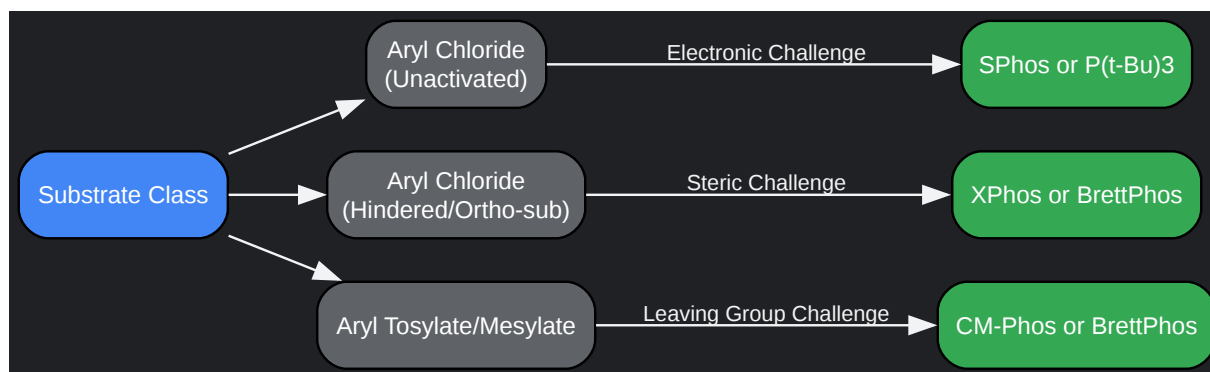 Aryl Chloride
(Unactivated)
Electronic Challenge
SPhos or P(t-Bu)3
Substrate Class
Aryl Chloride
(Hindered/Ortho-sub)
Steric Challenge
XPhos or BrettPhos
Aryl Tosylate/Mesylate
Leaving Group Challenge
CM-Phos or BrettPhos